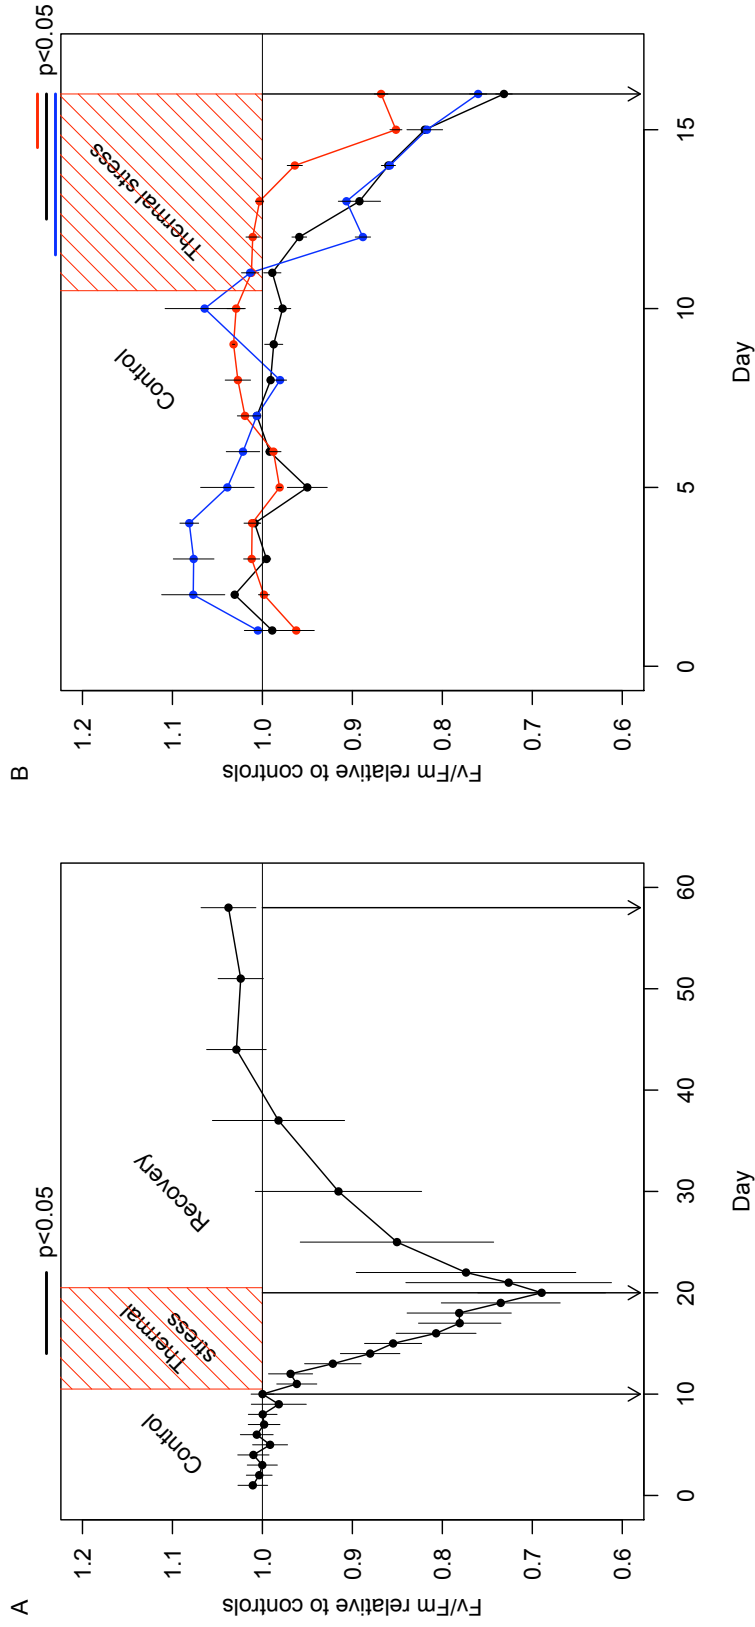 A
p<0.05
Control
Thermal
stress
Recovery
Fv/Fm relative to controls
1.2
1.1
1.0
0.9
0.8
0.7
0.6
0
10
20
30
40
50
60
Day
B
p<0.05
Control
Thermal stress
Fv/Fm relative to controls
1.2
1.1
1.0
0.9
0.8
0.7
0.6
0
5
10
15
Day